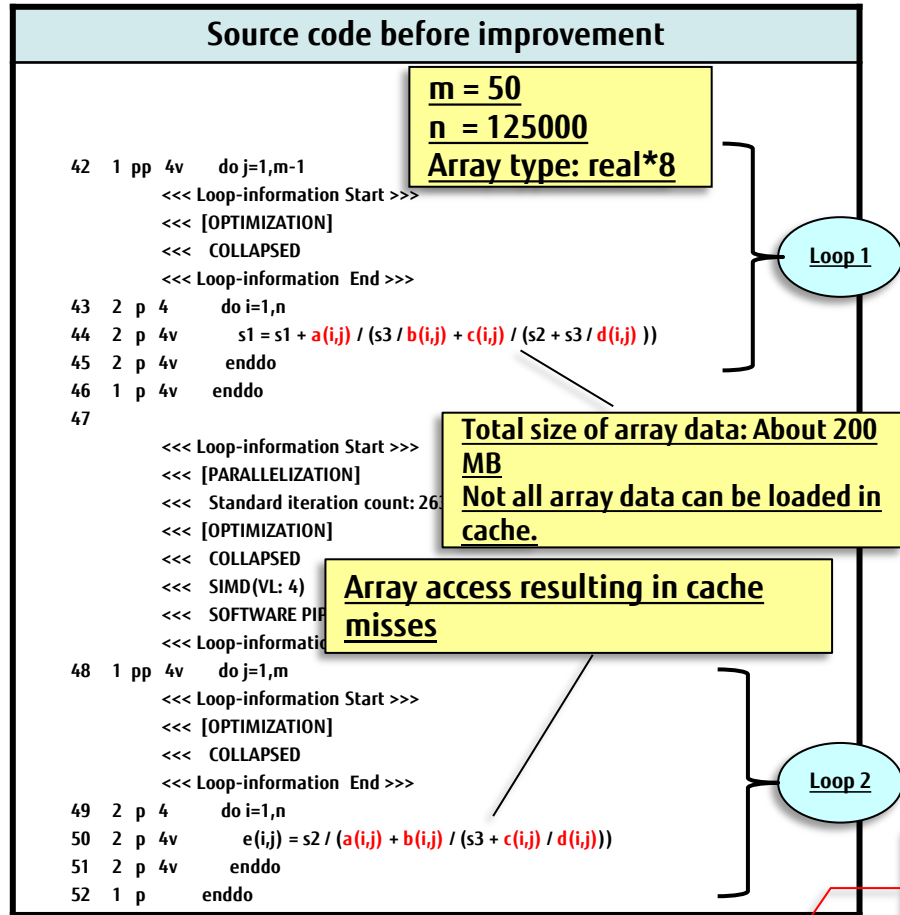 Source code before improvement
m = 50
n = 125000
Array type: real*8
42 1 pp 4v do j=1,m-1
<<< Loop-information Start >>>
<<< [OPTIMIZATION]
<<< COLLAPSED
<<< Loop-information End >>>
43 2 p 4 do i=1,n
44 2 p 4v s1 = s1 + a(i,j) / (s3 / b(i,j) + c(i,j) / (s2 + s3 / d(i,j) ))
45 2 p 4v enddo
46 1 p 4v enddo
47
Loop 1
Total size of array data: About 200
MB
Not all array data can be loaded in
cache.
<<< Loop-information Start >>>
<<< [PARALLELIZATION]
<<< Standard iteration count: 263
<<< [OPTIMIZATION]
<<< COLLAPSED
<<< SIMD(VL: 4)
<<< SOFTWARE PIP
<<< Loop-informatio
Array access resulting in cache
misses
48 1 pp 4v do j=1,m
<<< Loop-information Start >>>
<<< [OPTIMIZATION]
<<< COLLAPSED
<<< Loop-information End >>>
49 2 p 4 do i=1,n
50 2 p 4v e(i,j) = s2 / (a(i,j) + b(i,j) / (s3 + c(i,j) / d(i,j)))
51 2 p 4v enddo
52 1 p enddo
Loop 2